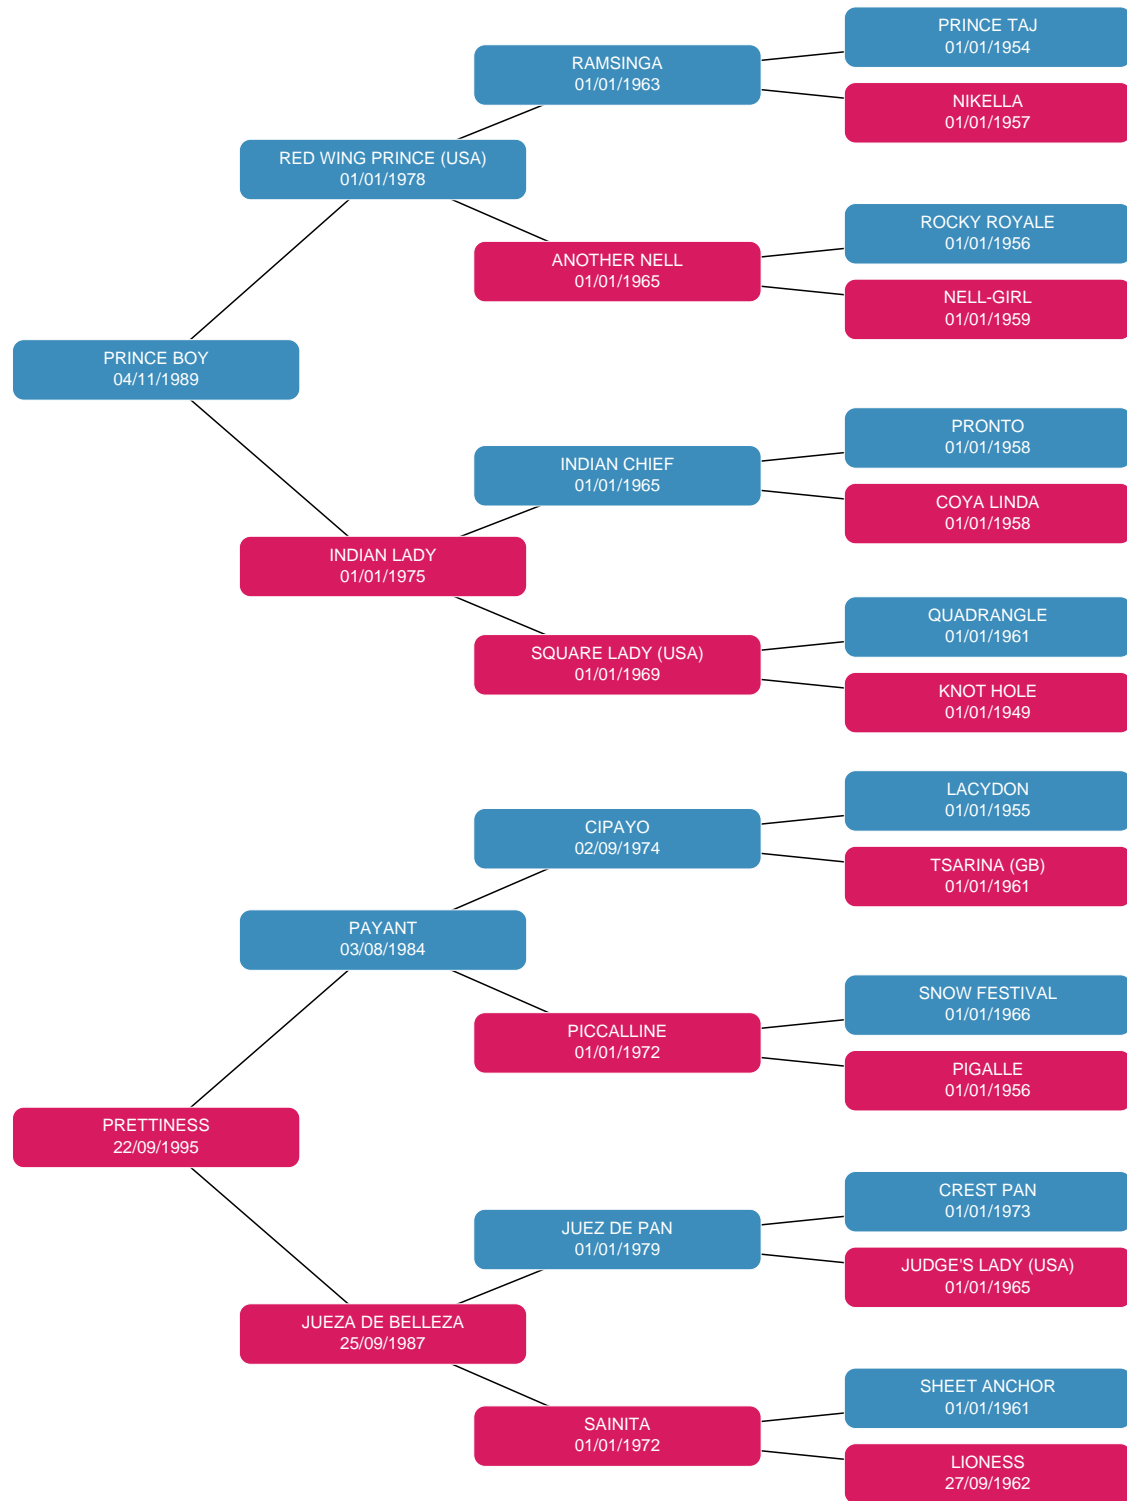 PRINCE TAJ
01/01/1954
RAMSINGA
01/01/1963
NIKELLA
01/01/1957
RED WING PRINCE (USA)
01/01/1978
ROCKY ROYALE
01/01/1956
ANOTHER NELL
01/01/1965
NELL-GIRL
01/01/1959
PRINCE BOY
04/11/1989
PRONTO
01/01/1958
INDIAN CHIEF
01/01/1965
COYA LINDA
01/01/1958
INDIAN LADY
01/01/1975
QUADRANGLE
01/01/1961
SQUARE LADY (USA)
01/01/1969
KNOT HOLE
01/01/1949
LACYDON
01/01/1955
CIPAYO
02/09/1974
TSARINA (GB)
01/01/1961
PAYANT
03/08/1984
SNOW FESTIVAL
01/01/1966
PICCALLINE
01/01/1972
PIGALLE
01/01/1956
PRETTINESS
22/09/1995
CREST PAN
01/01/1973
JUEZ DE PAN
01/01/1979
JUDGE'S LADY (USA)
01/01/1965
JUEZA DE BELLEZA
25/09/1987
SHEET ANCHOR
01/01/1961
SAINITA
01/01/1972
LIONESS
27/09/1962